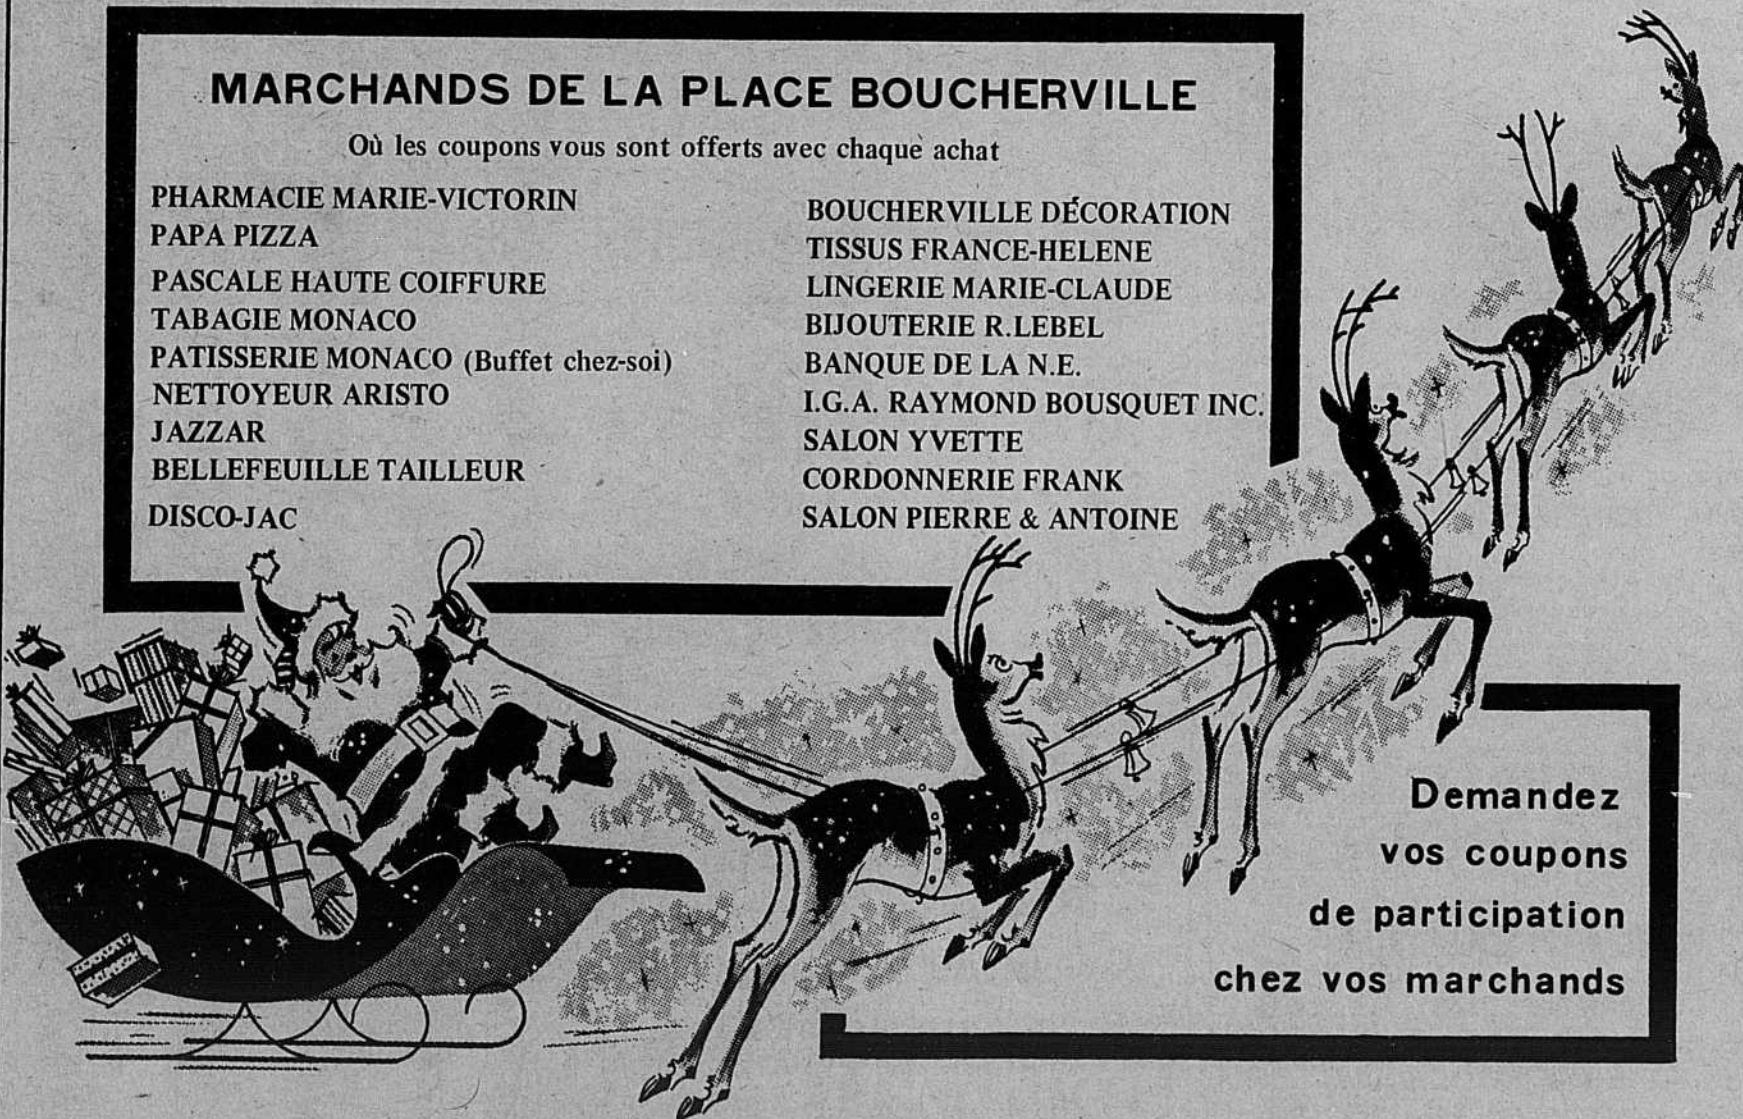 MARCHANDS DE LA PLACE BOUCHERVILLE
Où les coupons vous sont offerts avec chaque achat
PHARMACIE MARIE-VICTORIN
PAPA PIZZA
PASCALE HAUTE COIFFURE
TABAGIE MONACO
PATISSERIE MONACO (Buffet chez-soi)
NETTOYEUR ARISTO
JAZZAR
BELLEFEUILLE TAILLEUR
DISCO-JAC
BOUCHERVILLE DÉCORATION
TISSUS FRANCE-HELENE
LINGERIE MARIE-CLAUDE
BIJOUTERIE R.LEBEL
BANQUE DE LA N.E.
I.G.A. RAYMOND BOUSQUET INC.
SALON YVETTE
CORDONNERIE FRANK
SALON PIERRE & ANTOINE
Demandez
vos coupons
de participation
chez vos marchands